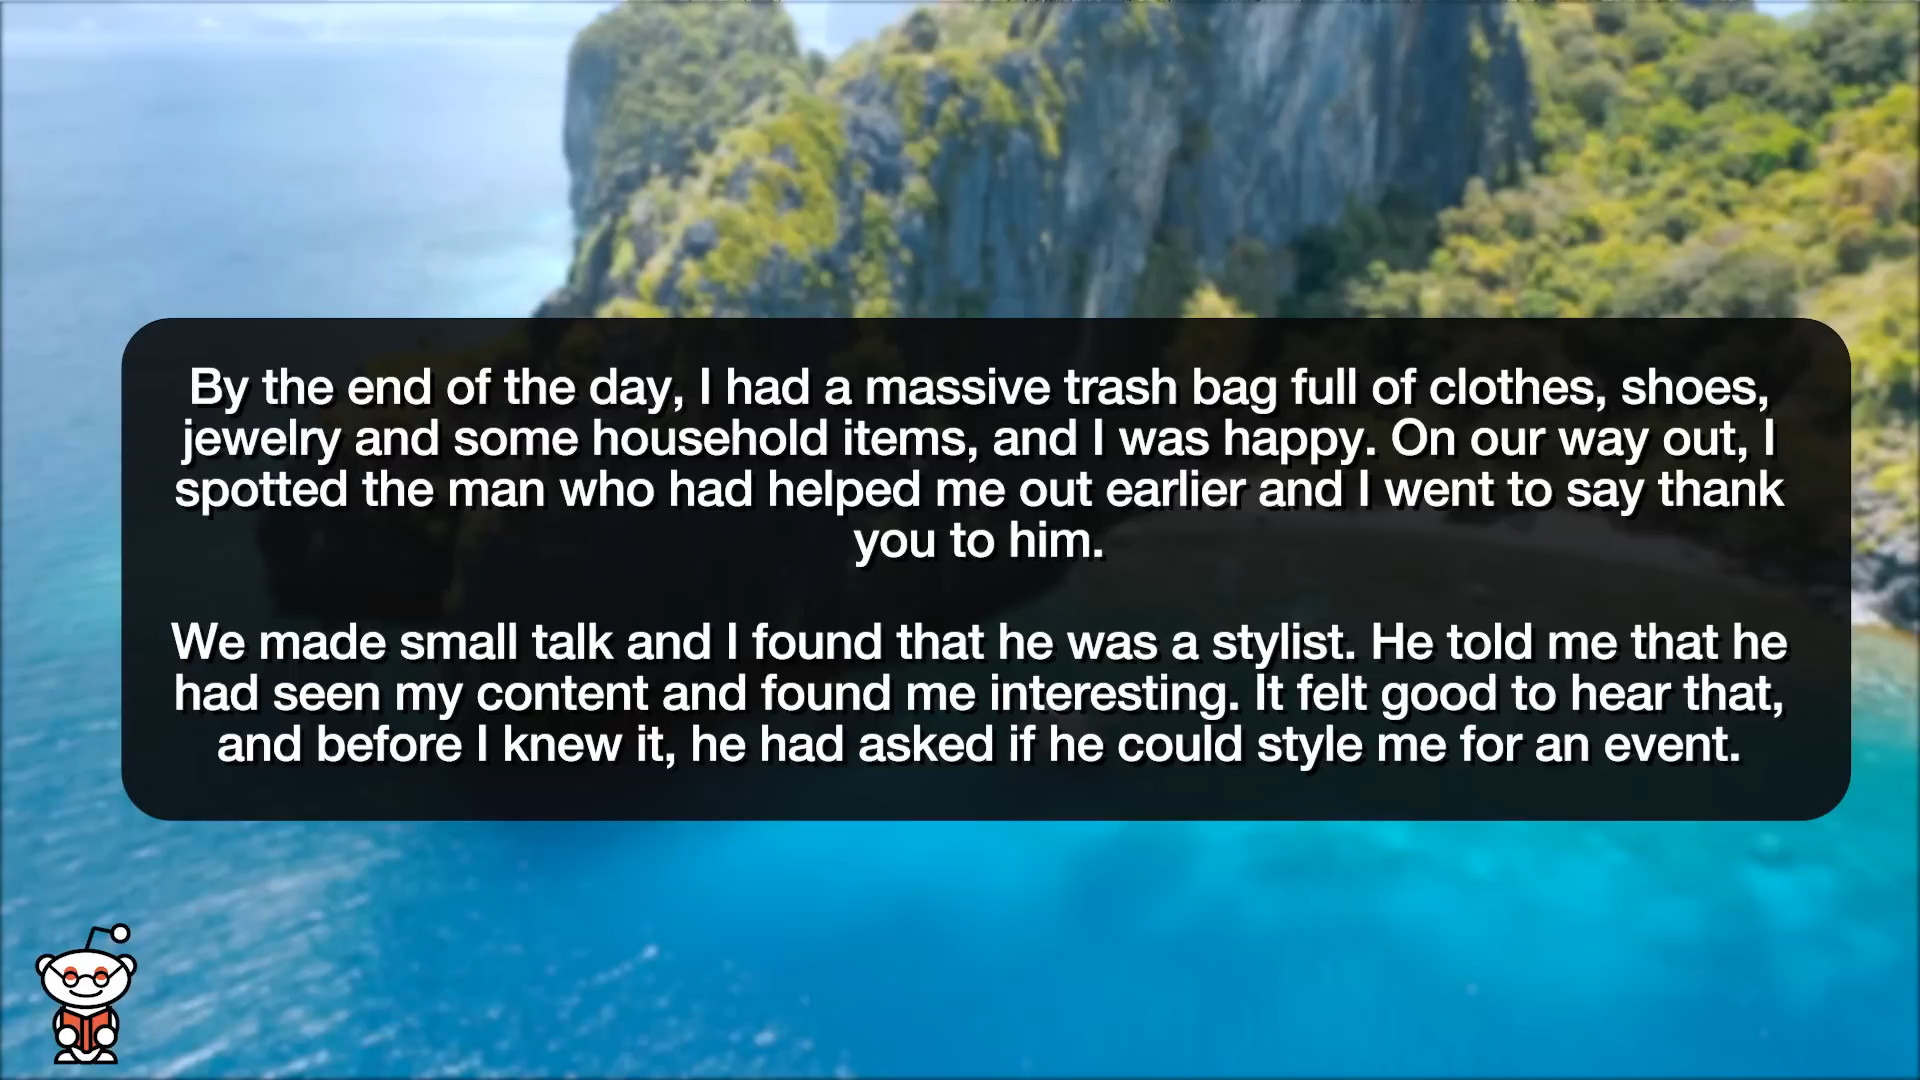 By the end of the day, I had a massive trash bag full of clothes, shoes,
jewelry and some household items, and I was happy. On our way out, I
spotted the man who had helped me out earlier and I went to say thank
you to him.
We made small talk and I found that he was a stylist. He told me that he
had seen my content and found me interesting. It felt good to hear that,
and before I knew it, he had asked if he could style me for an event.